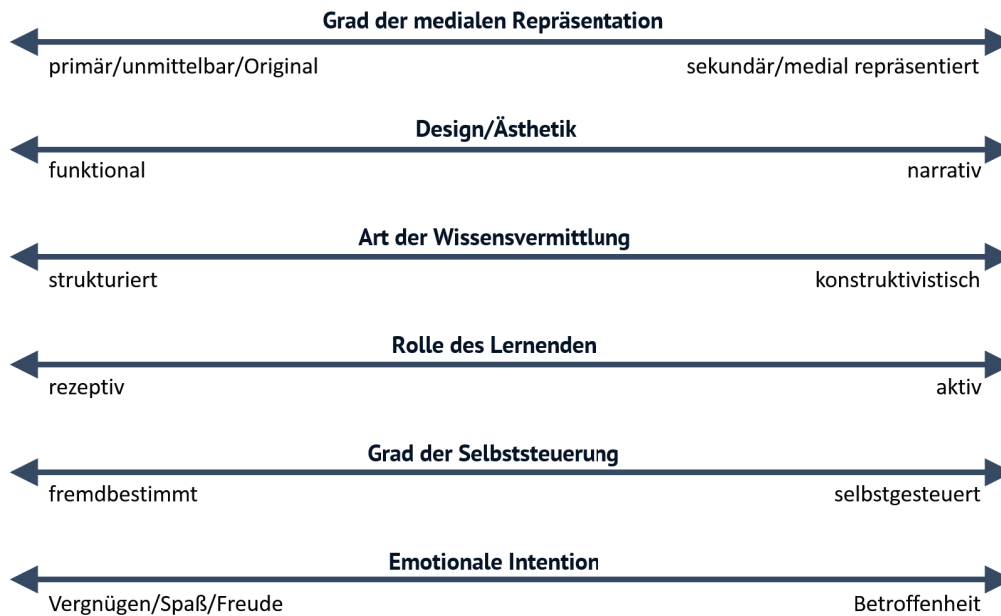 Grad der medialen Repräsentation
primär/unmittelbar/Original sekundär/medial repräsentiert
Design/Ästhetik
funktional narrativ
Art der Wissensvermittlung
strukturiert konstruktivistisch
Rolle des Lernenden
rezeptiv aktiv
Grad der Selbststeuerung
fremdbestimmt selbstgesteuert
Emotionale Intention
Vergnügen/Spaß/Freude Betroffenheit